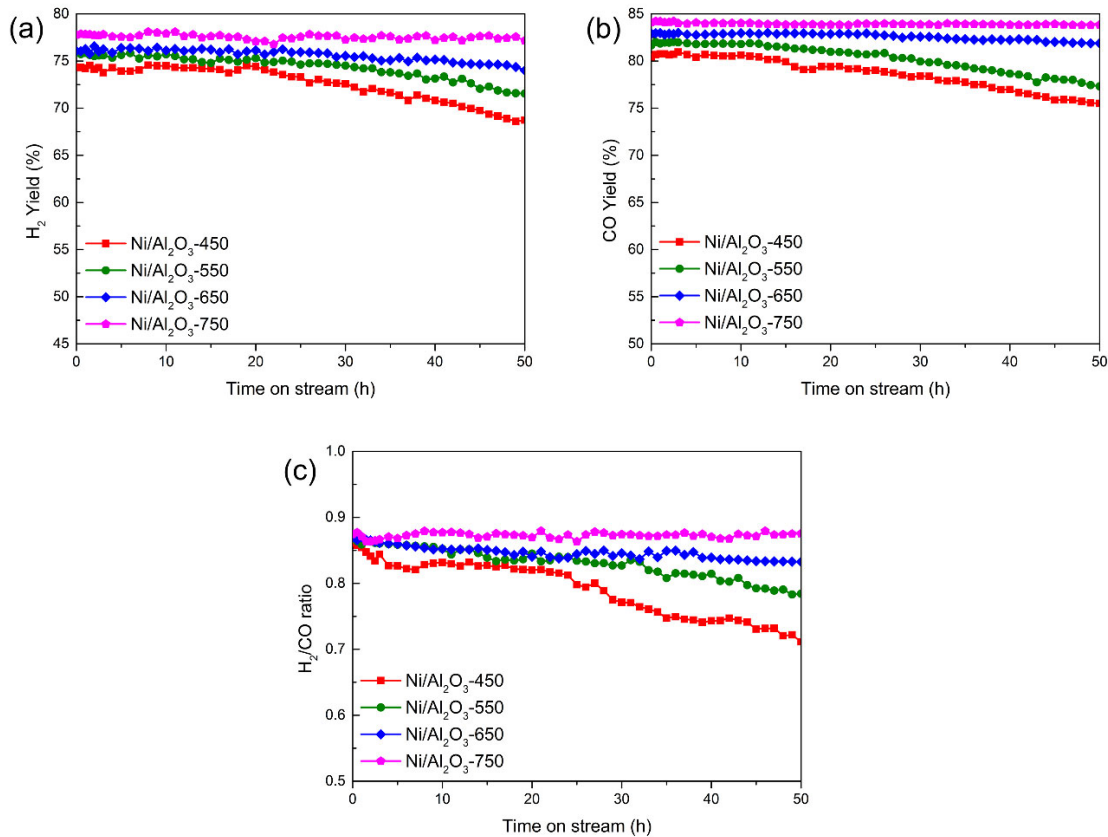 (a)
80
75
70
65
60
55
50
45
H₂ Yield (%)
Ni/Al₂O₃-450
Ni/Al₂O₃-550
Ni/Al₂O₃-650
Ni/Al₂O₃-750
0 10 20 30 40 50
Time on stream (h)
(b)
85
80
75
70
65
60
55
50
CO Yield (%)
Ni/Al₂O₃-450
Ni/Al₂O₃-550
Ni/Al₂O₃-650
Ni/Al₂O₃-750
0 10 20 30 40 50
Time on stream (h)
(c)
1.0
0.9
0.8
0.7
0.6
0.5
H₂/CO ratio
Ni/Al₂O₃-450
Ni/Al₂O₃-550
Ni/Al₂O₃-650
Ni/Al₂O₃-750
0 10 20 30 40 50
Time on stream (h)